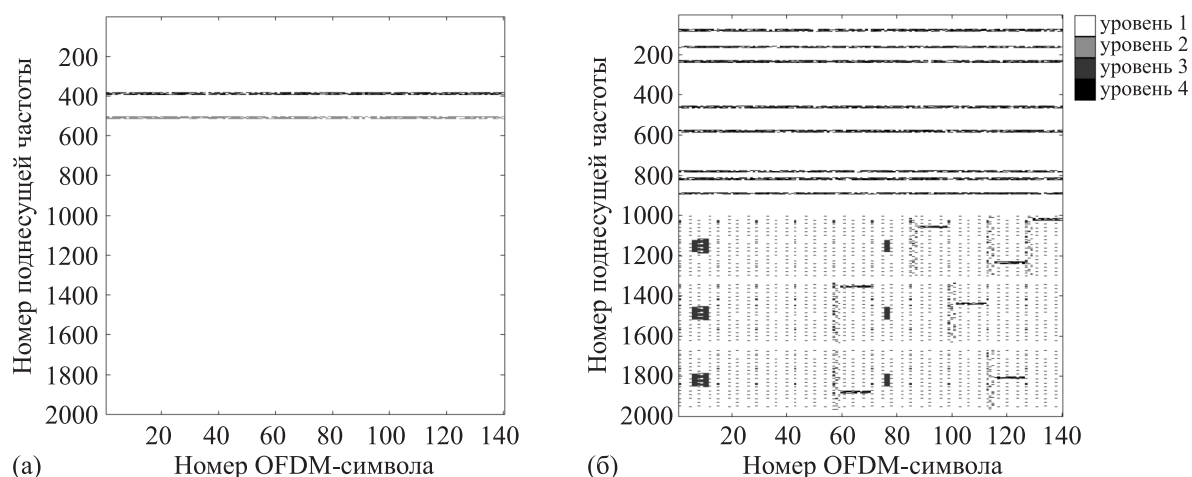 200
400
600
800
1000
1200
1400
1600
1800
2000
Номер поднесущей частоты
20 40 60 80 100 120 140
Номер OFDM-символа
(а)
200
400
600
800
1000
1200
1400
1600
1800
2000
Номер поднесущей частоты
20 40 60 80 100 120 140
Номер OFDM-символа
(б)
уровень 1
уровень 2
уровень 3
уровень 4